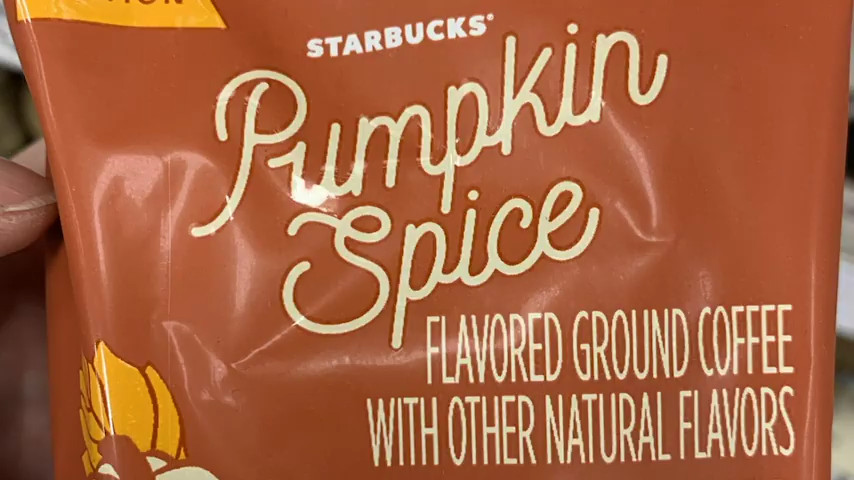 STARBUCKS®
Pumpkin
Spice
FLAVORED GROUND COFFEE
WITH OTHER NATURAL FLAVORS